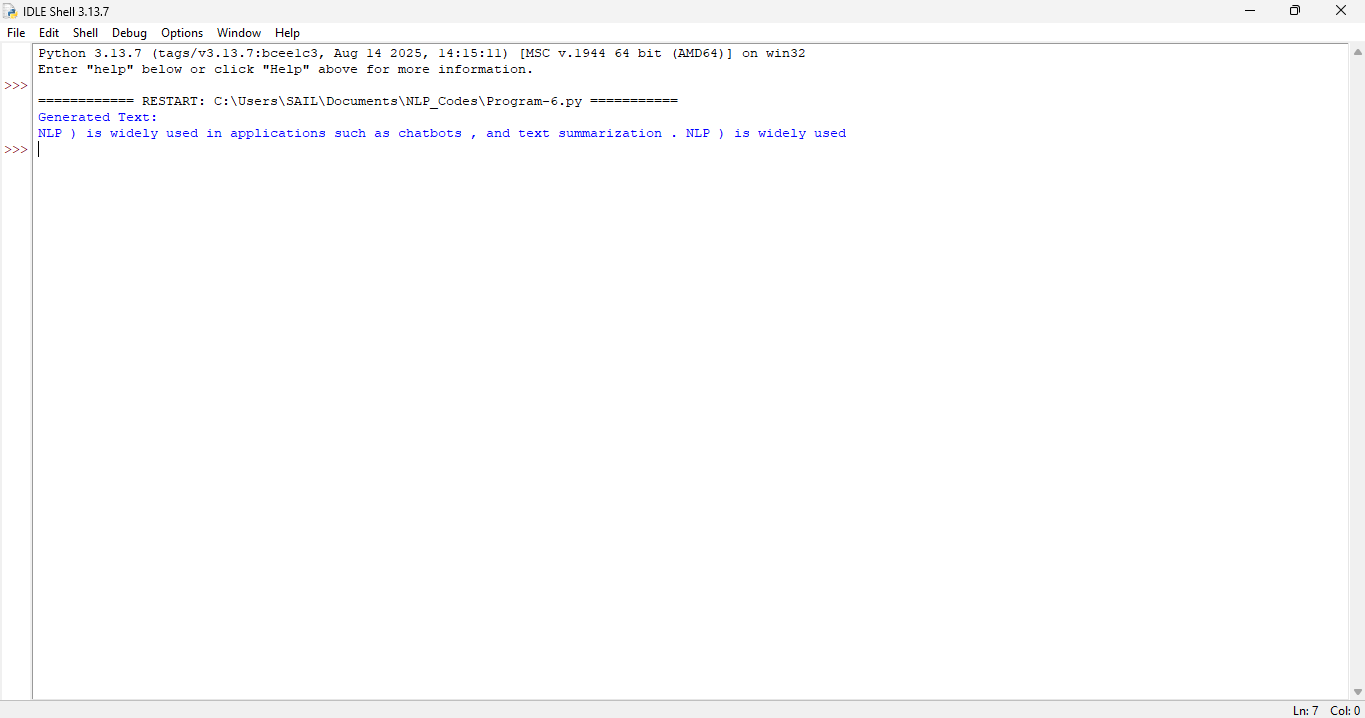 IDLE Shell 3.13.7
File Edit Shell Debug Options Window Help
Python 3.13.7 (tags/v3.13.7:bcee1c3, Aug 14 2025, 14:15:11) [MSC v.1944 64 bit (AMD64)] on win32
Enter "help" below or click "Help" above for more information.
>>>
============ RESTART: C:\Users\SAIL\Documents\NLP_Codes\Program-6.py ===========
Generated Text:
NLP ) is widely used in applications such as chatbots , and text summarization . NLP ) is widely used
>>>
Ln: 7 Col: 0